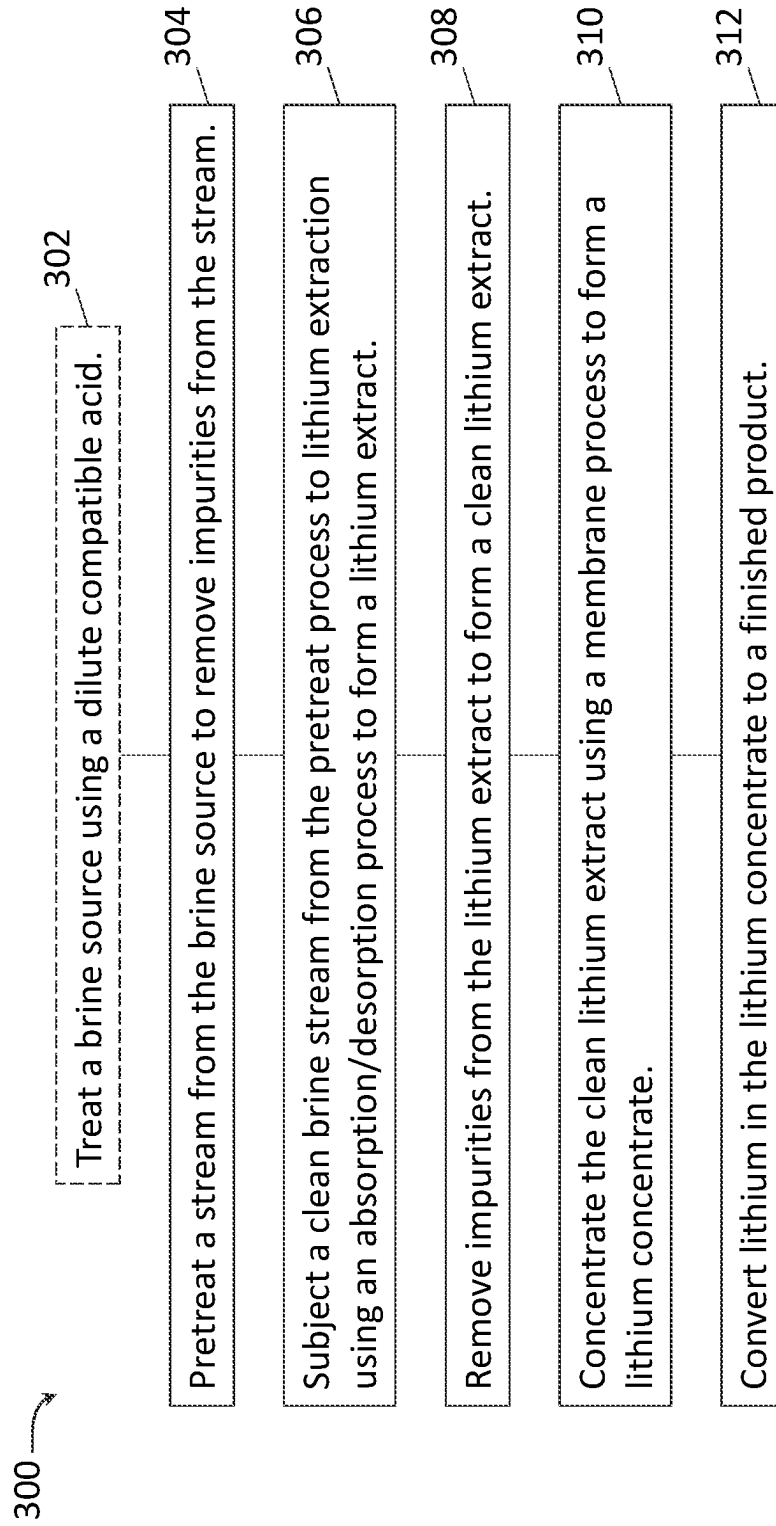 300
302
Treat a brine source using a dilute compatible acid.
304
Pretreat a stream from the brine source to remove impurities from the stream.
306
Subject a clean brine stream from the pretreat process to lithium extraction
using an absorption/desorption process to form a lithium extract.
308
Remove impurities from the lithium extract to form a clean lithium extract.
310
Concentrate the clean lithium extract using a membrane process to form a
lithium concentrate.
312
Convert lithium in the lithium concentrate to a finished product.